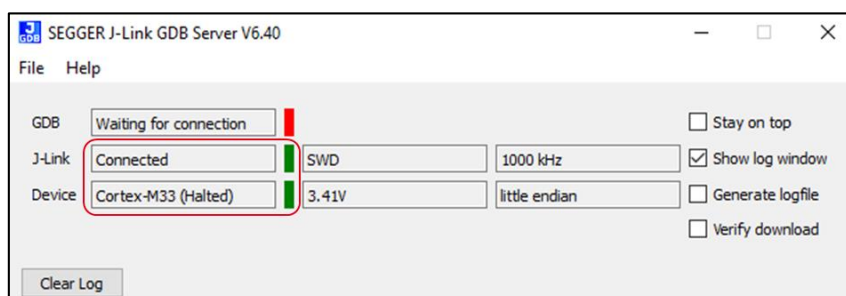 J GDB SEGGER J-Link GDB Server V6.40
File Help
GDB Waiting for connection Stay on top
J-Link Connected SWD 1000 kHz Show log window
Device Cortex-M33 (Halted) 3.41V little endian Generate logfile
Verify download
Clear Log